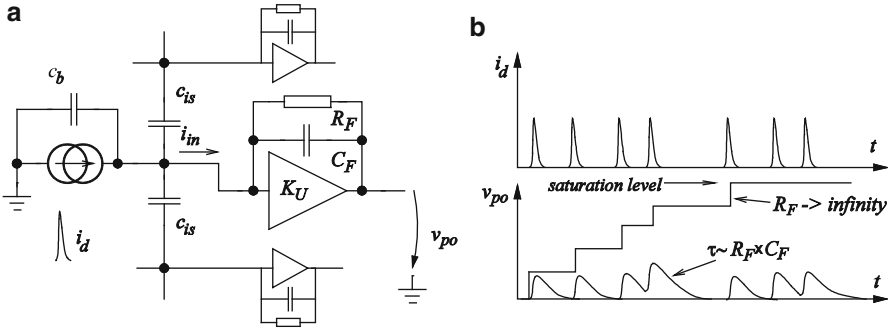 a
c_b
c_is
i_in
R_F
C_F
K_U
i_d
c_is
v_po
b
i_d
t
v_po
saturation level
R_F -> infinity
τ~ R_F x C_F
t